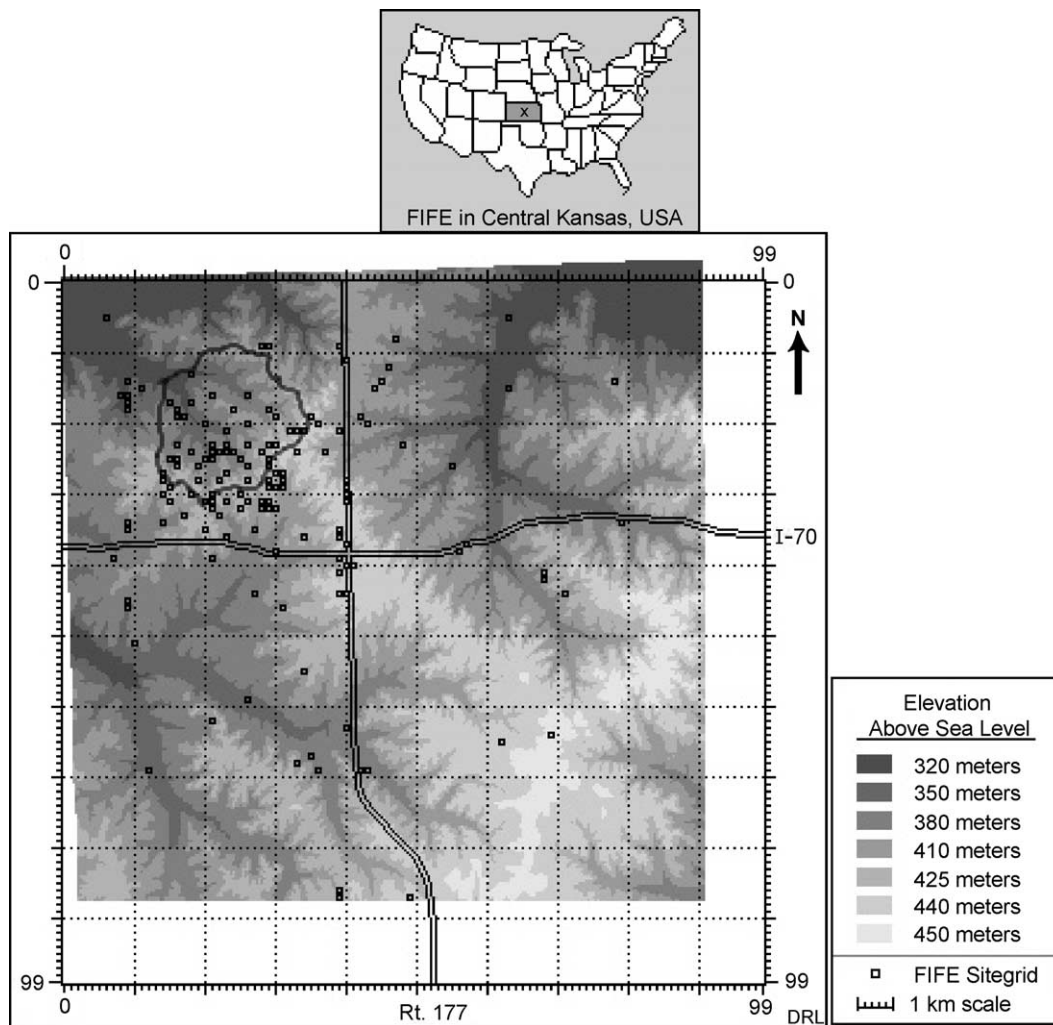 x
FIFE in Central Kansas, USA
0
99
0
0
N
I-70
99
99
0
Rt. 177
99
DRL
Elevation
Above Sea Level
320 meters
350 meters
380 meters
410 meters
425 meters
440 meters
450 meters
FIFE Sitegrid
1 km scale